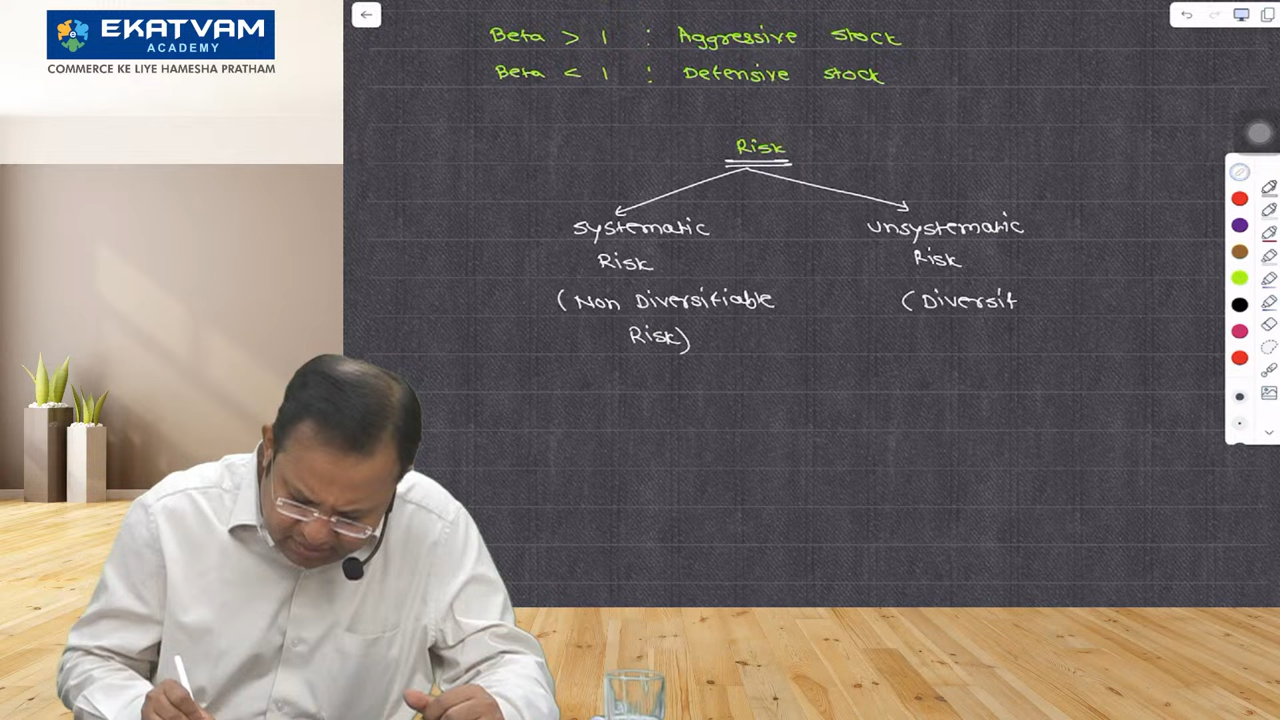 EKATVAM
ACADEMY
COMMERCE KE LIYE HAMESHA PRATHAM
Beta > 1 : Aggressive stock
Beta < 1 : Defensive stock
Risk
systematic
Risk
(Non Diversifiable
Risk)
unsystematic
Risk
(Diversif